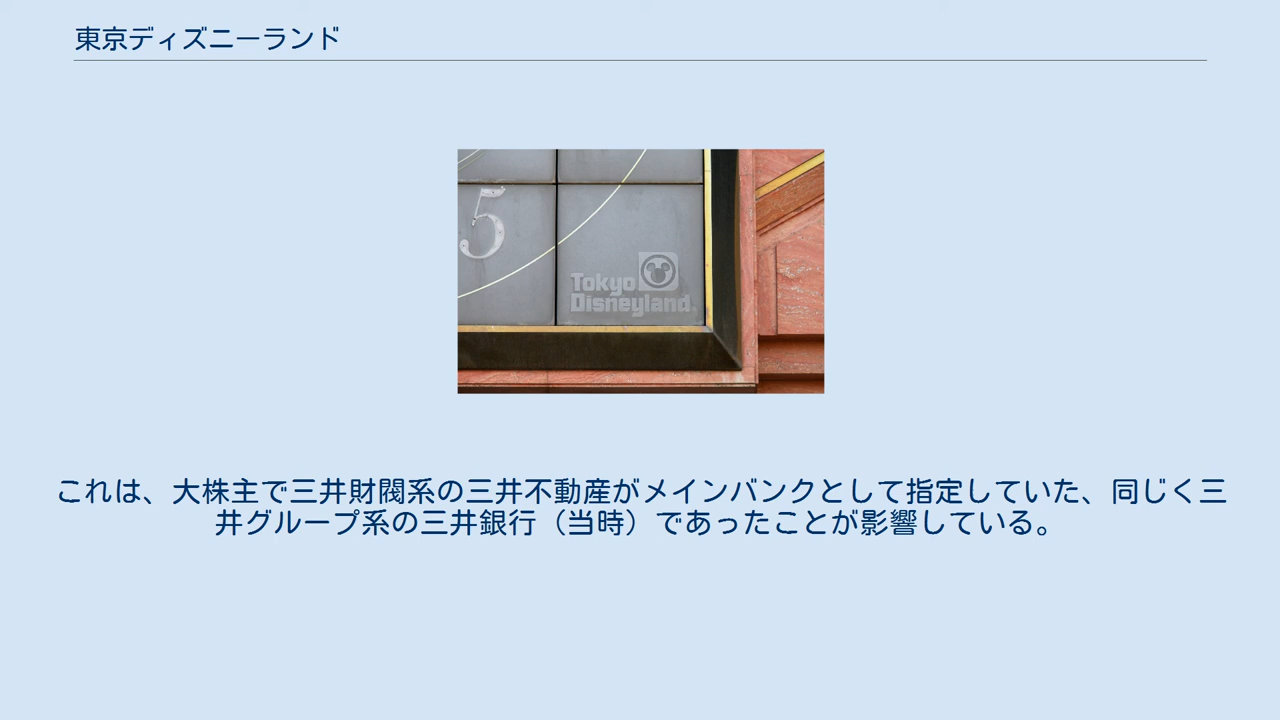 東京ディズニーランド
5
Tokyo
Disneyland
これは、大株主で三井財閥系の三井不動産がメインバンクとして指定していた、同じく三
井グループ系の三井銀行（当時）であったことが影響している。